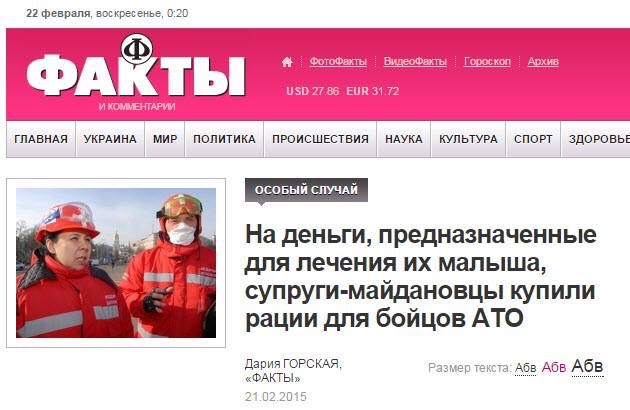 22 февраля, воскресенье, 0:20
ФАКТЫ
И КОММЕНТАРИИ
ФотоФакты ВидеоФакты Гороскоп Архив
USD 27.86 EUR 31.72
ГЛАВНАЯ УКРАИНА МИР ПОЛИТИКА ПРОИСШЕСТВИЯ НАУКА КУЛЬТУРА СПОРТ ЗДОРОВЬЕ
ОСОБЫЙ СЛУЧАЙ
На деньги, предназначенные
для лечения их малыша,
супруги-майдановцы купили
рации для бойцов АТО
Дария ГОРСКАЯ,
«ФАКТЫ»
21.02.2015
Размер текста: Абв Абв Абв